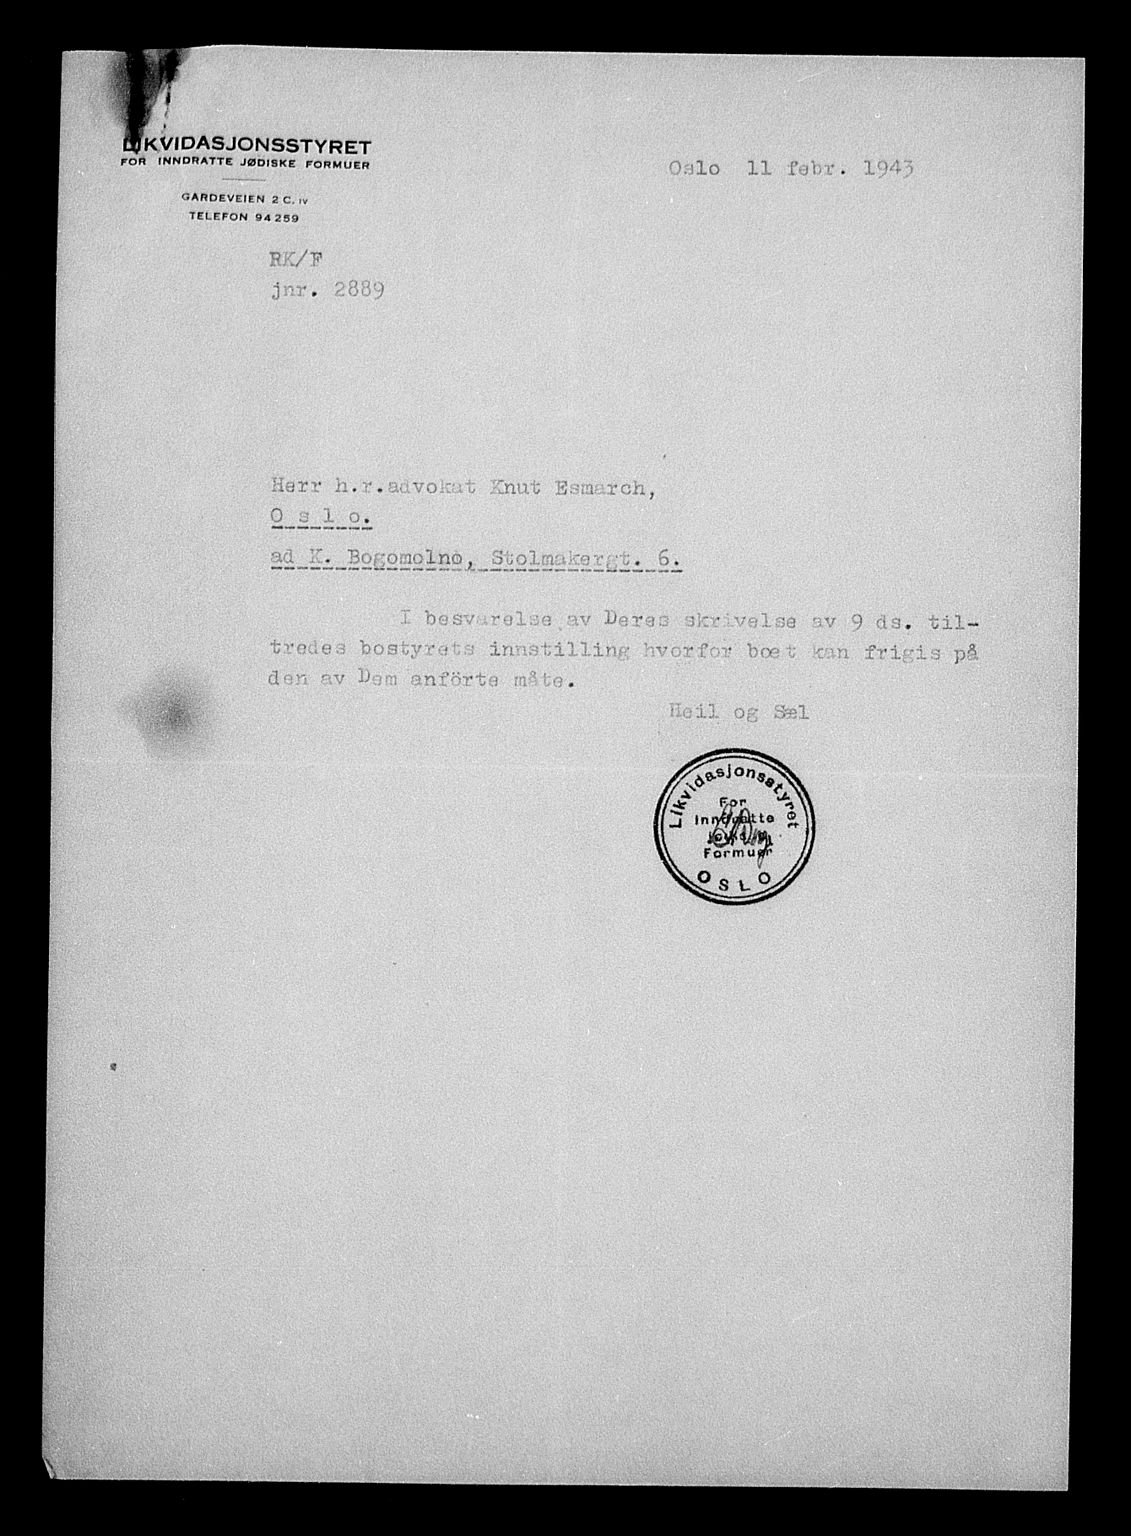 LIKVIDASJONSSTYRET
FOR INNDRATTE JØDISKE FORMUER
GARDEVEIEN 2 C. IV
TELEFON 94259
Oslo 11 febr. 1943
RK/F
jnr. 2889
Herr h.r.advokat Knut Esmarch,
O s l o.
ad K. Bogomolno, Stolmakergt. 6.
I besvarelse av Deres skrivelse av 9 ds. til-
tredes bostyrets innstilling hvorfor boet kan frigis på
den av Dem anförte måte.
Heil og Sæl
Likvidasjonsstyret
For
Inndratte
Formuer
OSLO